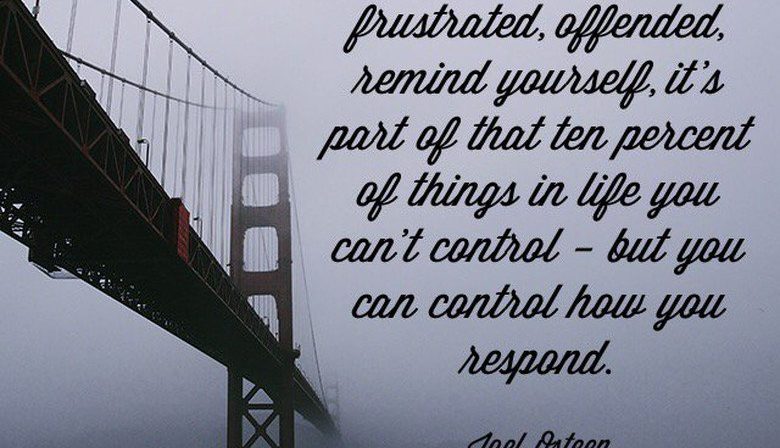 frustrated, offended,
remind yourself, it's
part of that ten percent
of things in life you
can't control – but you
can control how you
respond.
Joel Osteen